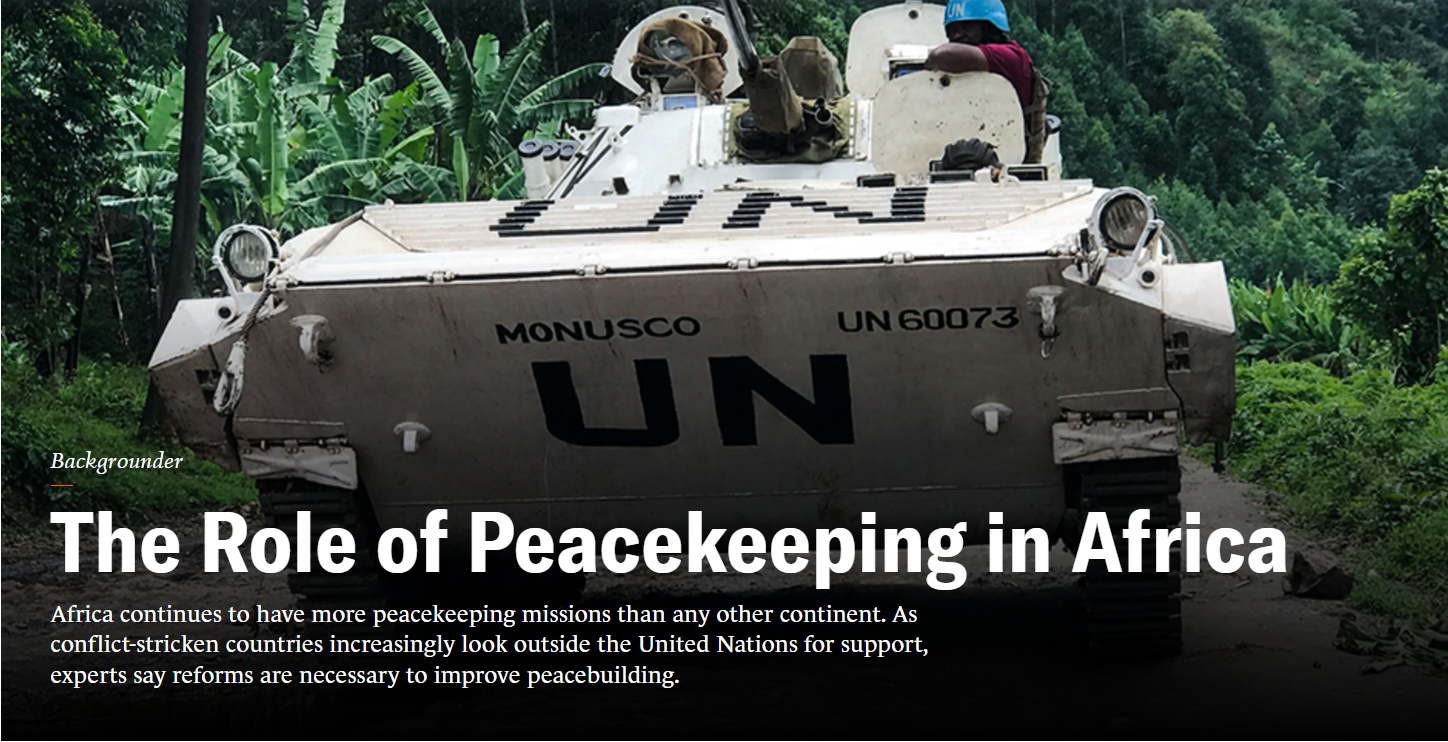 UN
UN
MONUSCO
UN 60073
UN
Backgrounder
The Role of Peacekeeping in Africa
Africa continues to have more peacekeeping missions than any other continent. As
conflict-stricken countries increasingly look outside the United Nations for support,
experts say reforms are necessary to improve peacebuilding.